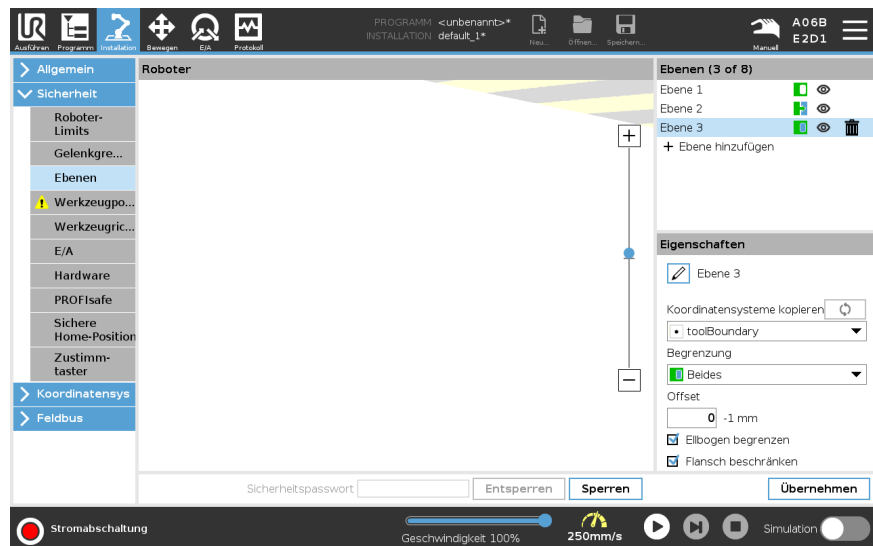 PROGRAMM <unbenannt>*
INSTALLATION default_1*
Ausführen Programm Installation Bewegen E/A Protokoll
Neu... Öffnen... Speichern...
Manuell
A06B
E2D1
Allgemein
Sicherheit
Roboter-
Limits
Gelenkgre...
Ebenen
Werkzeugpo...
Werkzeugric...
E/A
Hardware
PROFIsafe
Sichere
Home-Position
Zustimm-
taster
Koordinatensys
Feldbus
Roboter
+
−
Ebenen (3 of 8)
Ebene 1
Ebene 2
Ebene 3
+ Ebene hinzufügen
Eigenschaften
Ebene 3
Koordinatensysteme kopieren
toolBoundary
Begrenzung
Beides
Offset
0 -1 mm
Ellbogen begrenzen
Flansch beschränken
Sicherheitspasswort Entsperren Sperren Übernehmen
Stromabschaltung
Geschwindigkeit 100%
250mm/s
Simulation